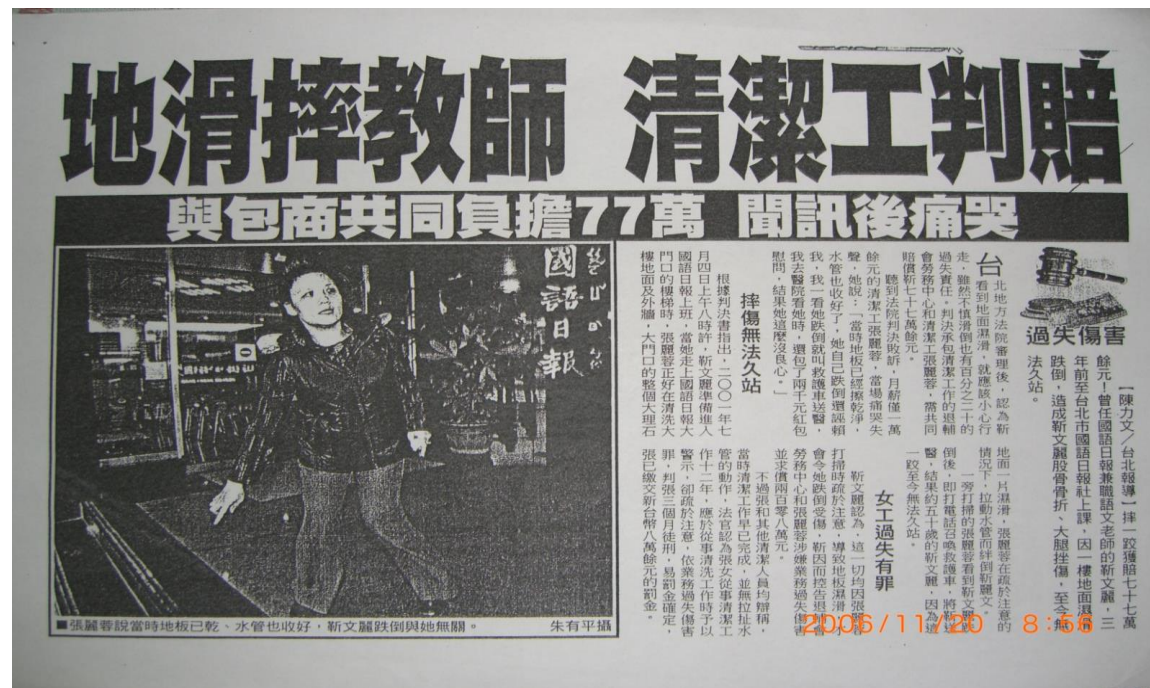 地滑摔教師 清潔工判賠
與包商共同負擔77萬 聞訊後痛哭
過失傷害
【陳力文/台北報導】摔一跤獲賠七十七萬
餘元!曾任國語日報兼職語文老師的靳文麗,三
年前至台北市國語日報社上課,因一樓地面濕滑
跌倒,造成靳文麗股骨骨折、大腿挫傷,至今無
法久站。
台北地方法院審理後,認為靳
看到地面濕滑,就應該小心行
走,雖然不慎滑倒也有百分之二十的
過失責任,判決承包清潔工作的退輔
會勞務中心和清潔工張麗蓉,需共同
賠償靳七十七萬餘元。
聽到法院判決敗訴,月薪僅一萬
餘元的清潔工張麗蓉,當場痛哭失
聲,她說:「當時地板已經擦乾淨,
水管也收好了,她自己跌倒還誣賴
我,我一看她跌倒就叫救護車送醫,
我去醫院看她時,還包了兩千元紅包
慰問,結果她這麼沒良心。」
摔傷無法久站
根據判決書指出,二○○一年七
月四日上午八時許,靳文麗準備進入
國語日報上班,當她走上國語日報大
門口的樓梯時,張麗蓉正好在清洗大
樓地面及外牆,大門口的整個大理石
地面一片濕滑,張麗蓉在疏於注意的
情況下,拉動水管而絆倒靳文麗。
一旁打掃的張麗蓉看到靳文麗跌
倒後,即打電話召喚救護車,將靳送
醫,結果約五十歲的靳文麗,因為這
一跤至今無法久站。
女工過失有罪
靳文麗認為,這一切均因張麗蓉
打掃時疏於注意,導致地板濕滑,才
會令她跌倒受傷,靳因而控告退輔會
勞務中心和張麗蓉涉嫌業務過失傷害
並求償兩百零八萬元。
不過張和其他清潔人員均辯稱,
當時清潔工作早已完成,並無拉扯水
管的動作,法官認為張女從事清潔工
作十二年,應於從事清洗工作時予以
警示,卻疏於注意,依業務過失傷害
罪,判張三個月徒刑,易罰金確定,
張已繳交新台幣八萬餘元的罰金。
國語日報
■張麗蓉說當時地板已乾、水管也收好,靳文麗跌倒與她無關。 朱有平攝
2006/11/20 8:56